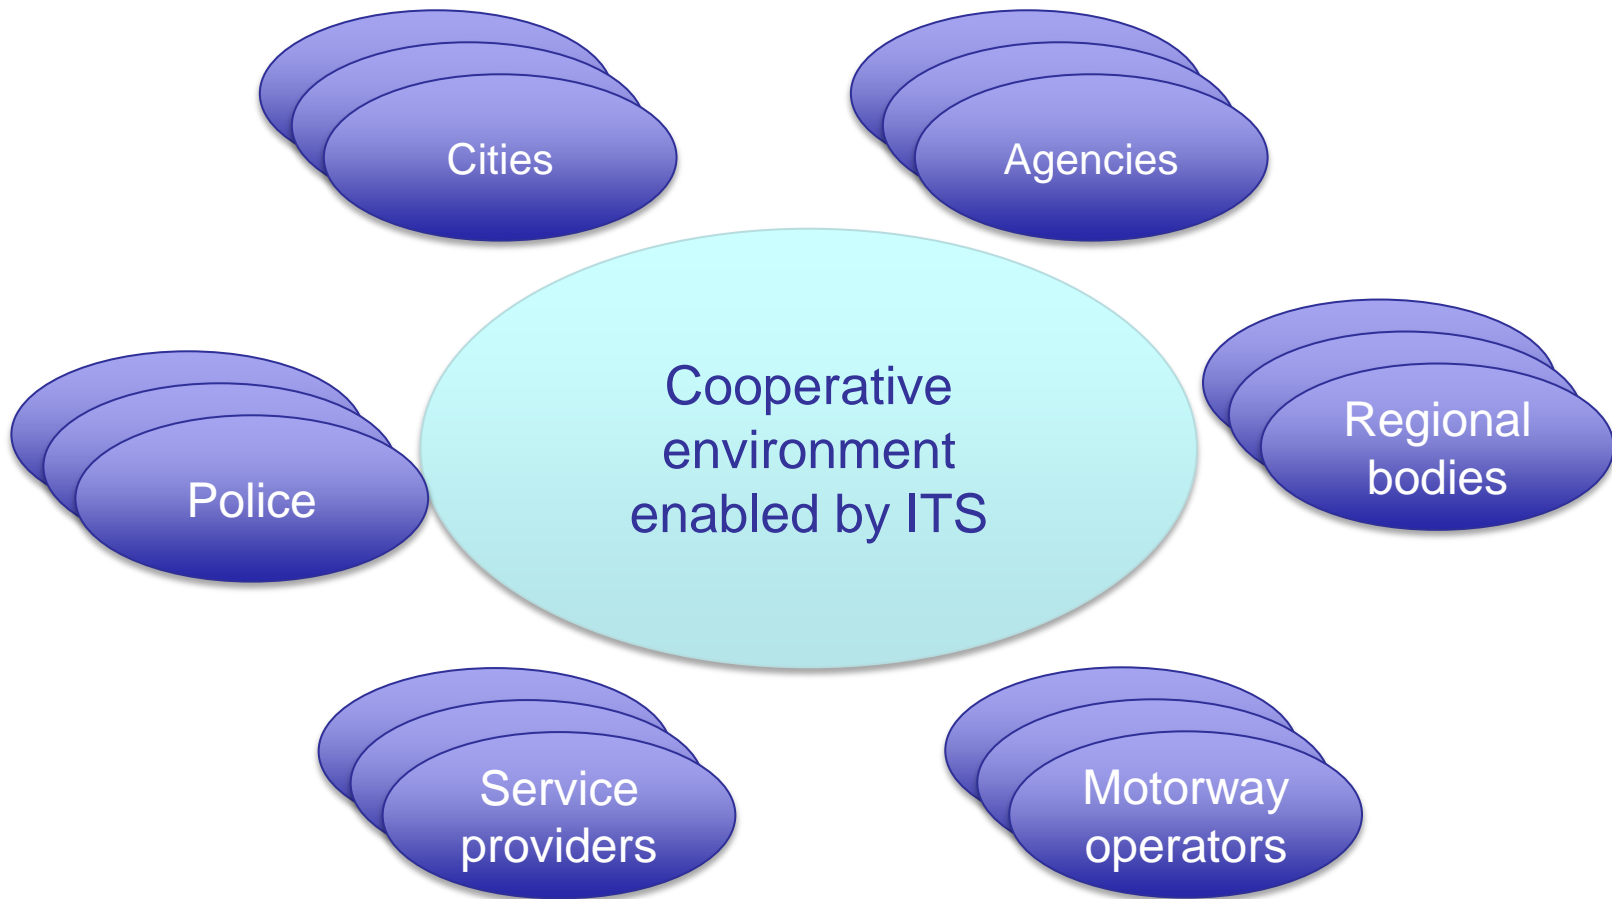 Cities
Agencies
Cooperative
environment
enabled by ITS
Regional
bodies
Police
Service
providers
Motorway
operators